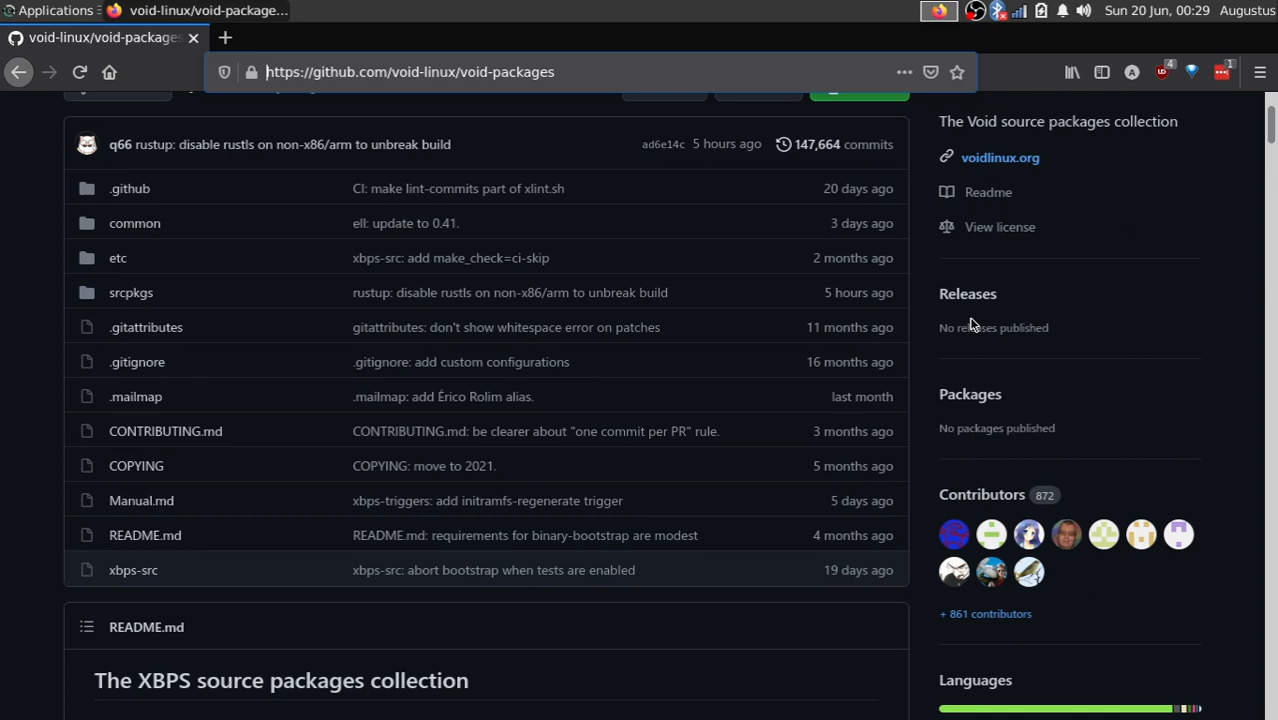 Applications
void-linux/void-package...
Sun 20 Jun, 00:29
Augustus
void-linux/void-packages
https://github.com/void-linux/void-packages
A
4
1
q66 rustup: disable rustls on non-x86/arm to unbreak build
ad6e14c 5 hours ago
147,664 commits
.github CI: make lint-commits part of xlint.sh 20 days ago
common ell: update to 0.41. 3 days ago
etc xbps-src: add make_check=ci-skip 2 months ago
srcpkgs rustup: disable rustls on non-x86/arm to unbreak build 5 hours ago
.gitattributes gitattributes: don't show whitespace error on patches 11 months ago
.gitignore .gitignore: add custom configurations 16 months ago
.mailmap .mailmap: add Érico Rolim alias. last month
CONTRIBUTING.md CONTRIBUTING.md: be clearer about "one commit per PR" rule. 3 months ago
COPYING COPYING: move to 2021. 5 months ago
Manual.md xbps-triggers: add initramfs-regenerate trigger 5 days ago
README.md README.md: requirements for binary-bootstrap are modest 4 months ago
xbps-src xbps-src: abort bootstrap when tests are enabled 19 days ago
README.md
The XBPS source packages collection
The Void source packages collection
voidlinux.org
Readme
View license
Releases
No releases published
Packages
No packages published
Contributors 872
+ 861 contributors
Languages